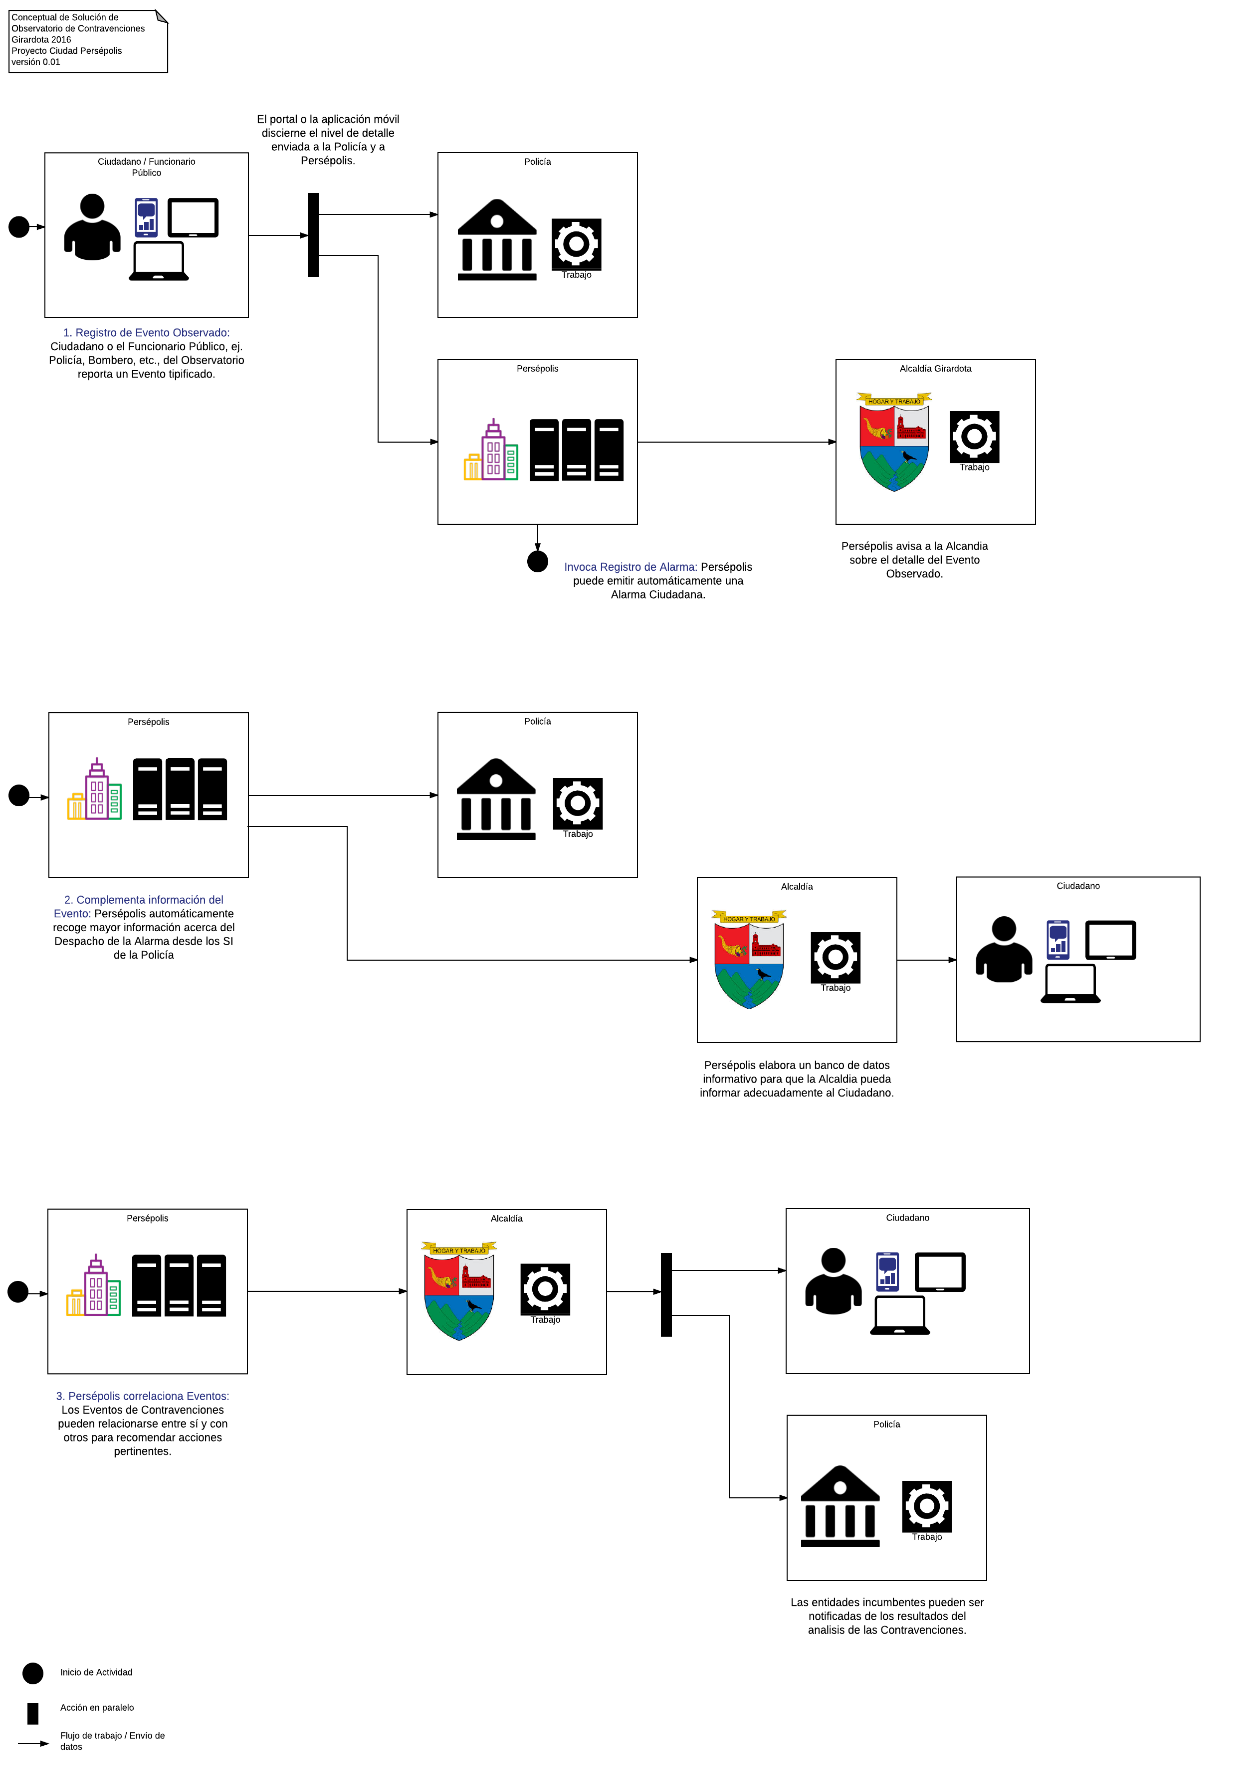 Conceptual de Solución de
Observatorio de Contravenciones
Girardota 2016
Proyecto Ciudad Persépolis
versión 0.01
El portal o la aplicación móvil
discierne el nivel de detalle
enviada a la Policía y a
Persépolis.
Ciudadano / Funcionario
Público
Policía
Trabajo
1. Registro de Evento Observado:
Ciudadano o el Funcionario Público, ej.
Policía, Bombero, etc., del Observatorio
reporta un Evento tipificado.
Persépolis
Alcaldía Girardota
HOGAR Y TRABAJO
Trabajo
Invoca Registro de Alarma: Persépolis
puede emitir automáticamente una
Alarma Ciudadana.
Persépolis avisa a la Alcandia
sobre el detalle del Evento
Observado.
Persépolis
Policía
Trabajo
2. Complementa información del
Evento: Persépolis automáticamente
recoge mayor información acerca del
Despacho de la Alarma desde los SI
de la Policía
Alcaldía
HOGAR Y TRABAJO
Trabajo
Ciudadano
Persépolis elabora un banco de datos
informativo para que la Alcaldia pueda
informar adecuadamente al Ciudadano.
Persépolis
Alcaldía
HOGAR Y TRABAJO
Trabajo
Ciudadano
3. Persépolis correlaciona Eventos:
Los Eventos de Contravenciones
pueden relacionarse entre sí y con
otros para recomendar acciones
pertinentes.
Policía
Trabajo
Las entidades incumbentes pueden ser
notificadas de los resultados del
analisis de las Contravenciones.
Inicio de Actividad
Acción en paralelo
Flujo de trabajo / Envio de
datos